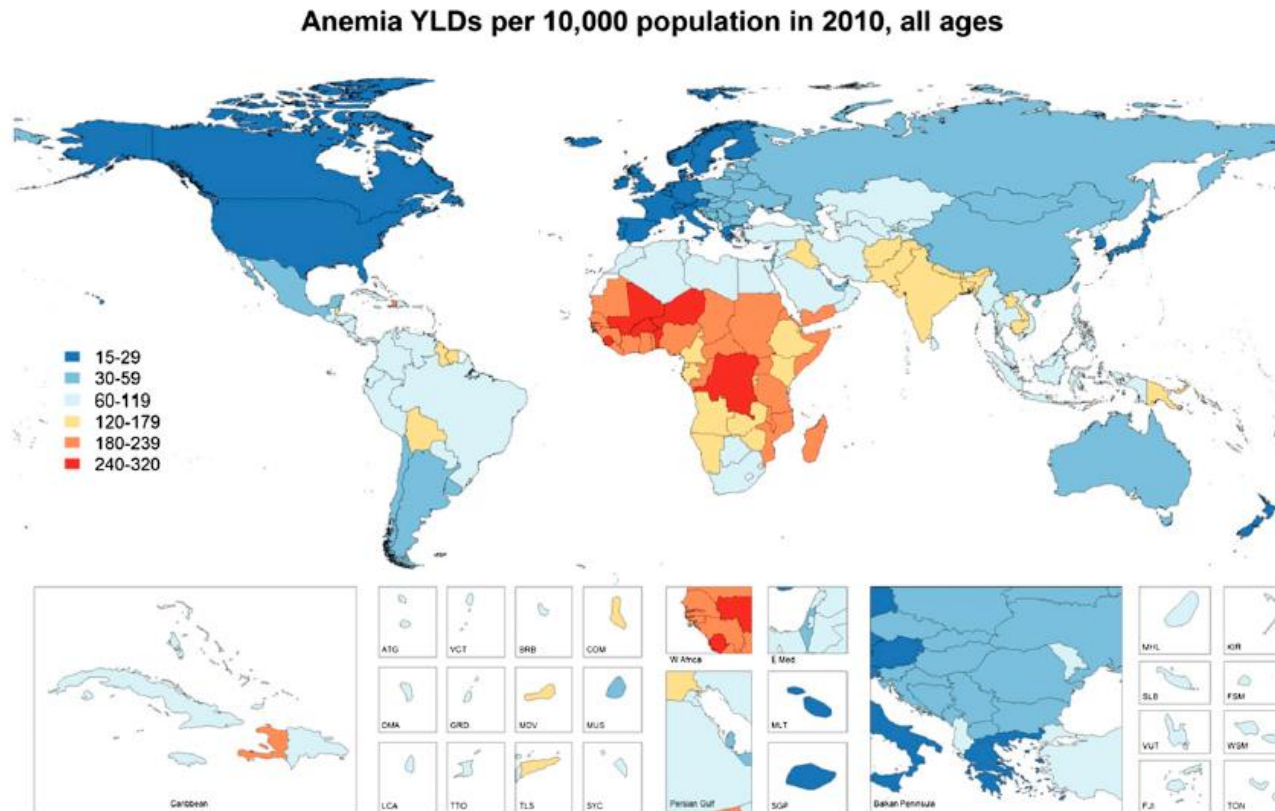 Anemia YLDs per 10,000 population in 2010, all ages
15-29
30-59
60-119
120-179
180-239
240-320
Caribbean
ATG
VCT
BRB
COM
DMA
GRD
MDV
MUS
LCA
TTO
TLS
SYC
W Africa
E Med.
Persian Gulf
MLT
SGP
Balkan Peninsula
MHL
KIR
SLB
FSM
VUT
WSM
FJI
TON